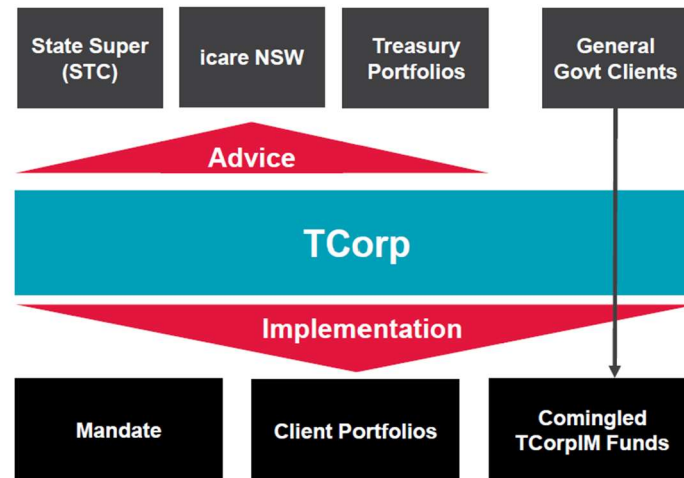 State Super
(STC)
icare NSW
Treasury
Portfolios
General
Govt Clients
Advice
TCorp
Implementation
Mandate
Client Portfolios
Comingled
TCorpIM Funds